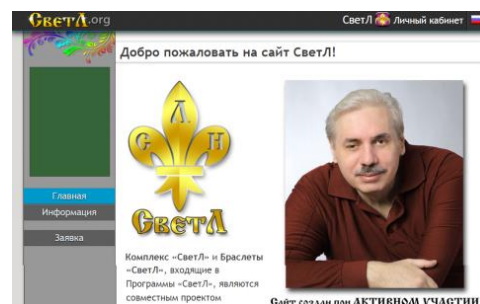 СветЛ.org
СветЛ Личный кабинет
Добро пожаловать на сайт СветЛ!
Л
С Н
СветЛ
Главная
Информация
Заявка
Комплекс «СветЛ» и Браслеты
«СветЛ», входящие в
Программы «СветЛ», являются
совместным проектом
Сайт создан при АКТИВНОМ УЧАСТИИ